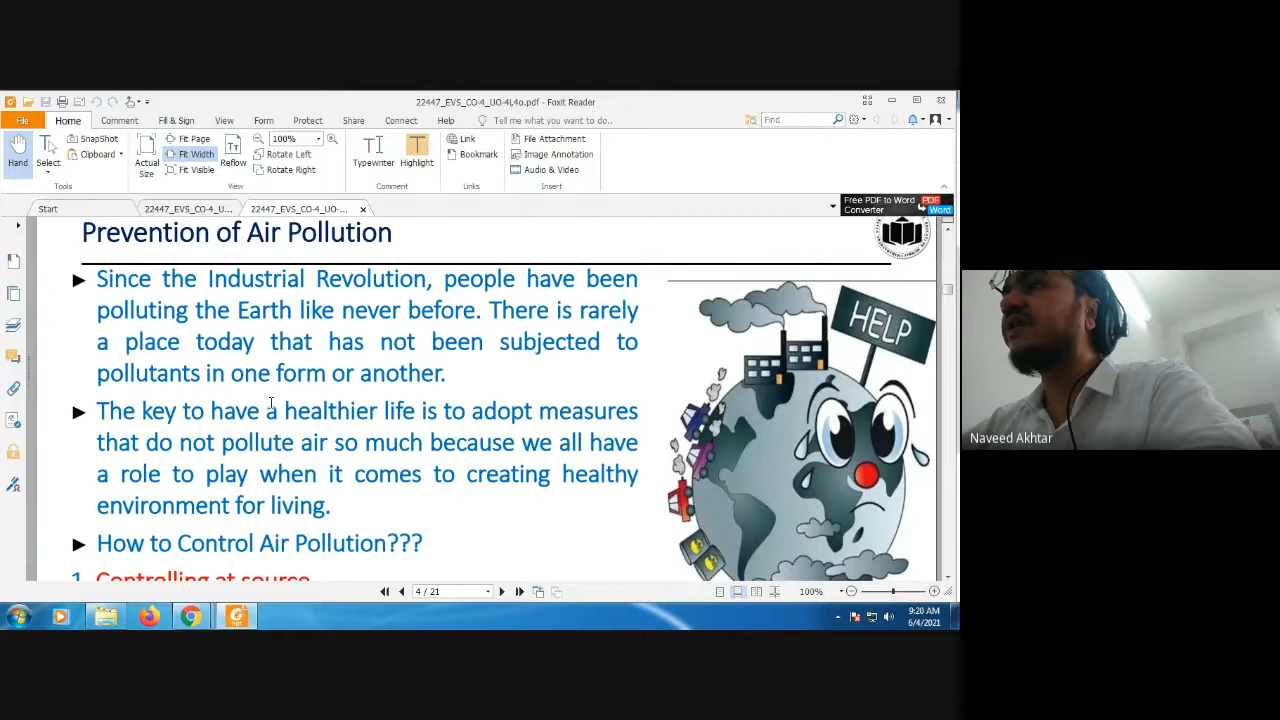 22447_EVS_CO-4_UO-4i,4o.pdf - Foxit Reader
File Home Comment Fill & Sign View Form Protect Share Connect Help Tell me what you want to do... Find
SnapShot Fit Page 100% Link File Attachment
Clipboard Fit Width Rotate Left Bookmark Image Annotation
Hand Select Actual Size Fit Visible Reflow Rotate Right Typewriter Highlight Audio & Video
Tools View Comment Links Insert
Start 22447_EVS_CO-4_U... 22447_EVS_CO-4_UO-... Free PDF to Word Converter PDF Word
Prevention of Air Pollution
► Since the Industrial Revolution, people have been
polluting the Earth like never before. There is rarely
a place today that has not been subjected to
pollutants in one form or another.
► The key to have a healthier life is to adopt measures
that do not pollute air so much because we all have
a role to play when it comes to creating healthy
environment for living.
► How to Control Air Pollution???
1. Controlling at source
HELP
Naveed Akhtar
4 / 21 100%
9:20 AM
6/4/2021